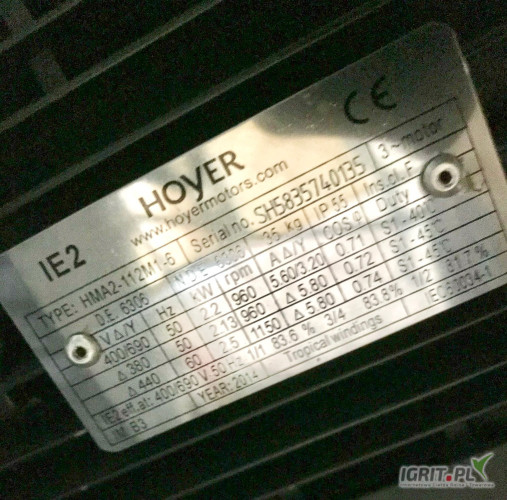 CE
IE2
HOYER
www.hoyermotors.com
TYPE: HMA2-112M1-6 Serial no. SH5835740135 3~motor
D.E. 6306 N.D.E. 6306 35 kg IP 55 Ins.cl. F
V Δ/Y Hz kW rpm A Δ/Y COS φ Duty
400/690 50 2.2 960 5.60/3.20 0.71 S1 - 40°C
Δ 380 50 2.13 960 Δ 5.80 0.72 S1 - 45°C
Δ 440 60 2.5 1150 Δ 5.80 0.74 S1 - 45°C
IE2 eff.at: 400/690 V 50 Hz 1/1 83.6 % 3/4 83.8% 1/2 81.7%
IM B3 YEAR: 2014 Tropical windings IEC60034-1
IGRIT.PL